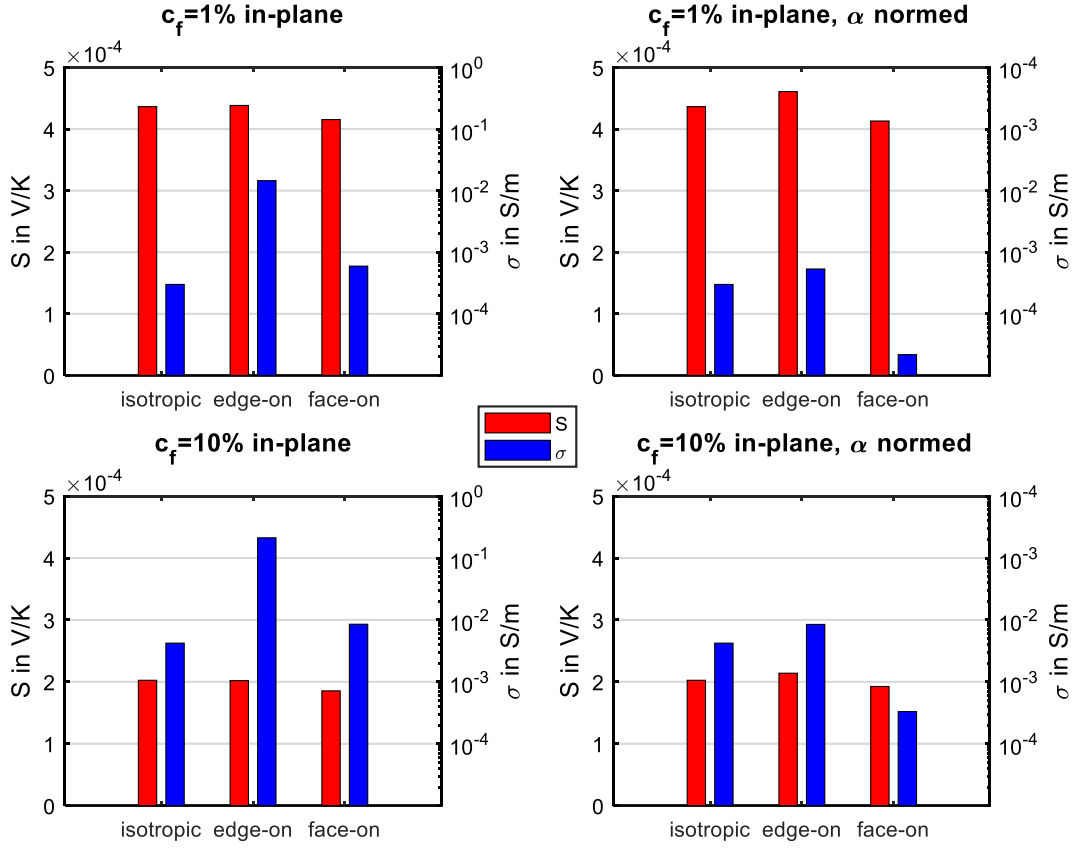 c_f=1% in-plane
×10^-4
5
4
3
2
1
0
S in V/K
10^0
10^-1
10^-2
10^-3
10^-4
σ in S/m
isotropic edge-on face-on
c_f=1% in-plane, α normed
×10^-4
5
4
3
2
1
0
S in V/K
10^-4
10^-3
10^-2
10^-3
10^-4
σ in S/m
isotropic edge-on face-on
S
σ
c_f=10% in-plane
×10^-4
5
4
3
2
1
0
S in V/K
10^0
10^-1
10^-2
10^-3
10^-4
σ in S/m
isotropic edge-on face-on
c_f=10% in-plane, α normed
×10^-4
5
4
3
2
1
0
S in V/K
10^-4
10^-3
10^-2
10^-3
10^-4
σ in S/m
isotropic edge-on face-on